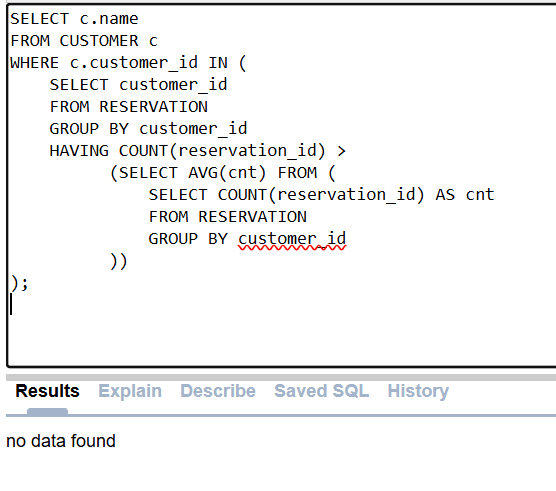 SELECT c.name
FROM CUSTOMER c
WHERE c.customer_id IN (
    SELECT customer_id
    FROM RESERVATION
    GROUP BY customer_id
    HAVING COUNT(reservation_id) >
          (SELECT AVG(cnt) FROM (
              SELECT COUNT(reservation_id) AS cnt
              FROM RESERVATION
              GROUP BY customer_id
          ))
);
Results Explain Describe Saved SQL History
no data found